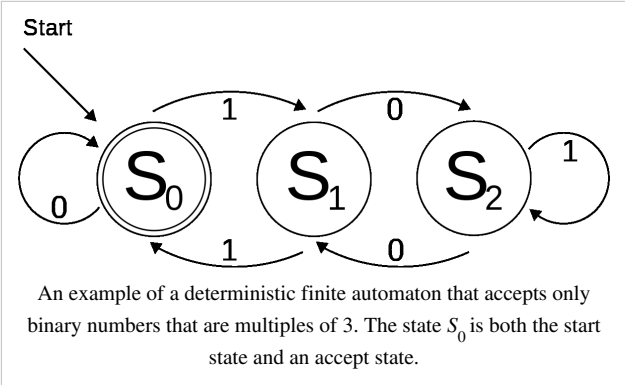 Start
1
0
S0
S1
S2
1
0
1
0
An example of a deterministic finite automaton that accepts only
binary numbers that are multiples of 3. The state S0 is both the start
state and an accept state.